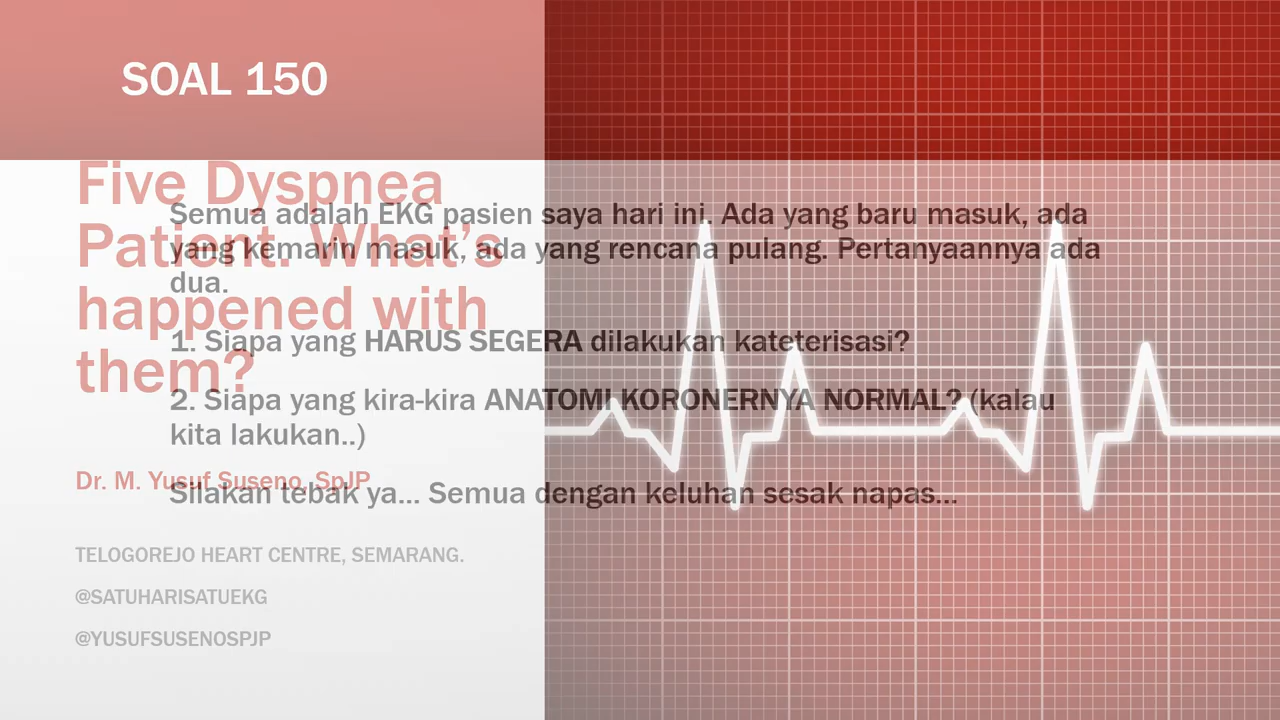 SOAL 150
Five Dyspnea
Patient. What's
happened with
them?
Dr. M. Yusuf Suseno, SpJP
TELOGOREJO HEART CENTRE, SEMARANG.
@SATUHARISATUEKG
@YUSUFSUSENOSPJP
Semua adalah EKG pasien saya hari ini. Ada yang baru masuk, ada
yang kemarin masuk, ada yang rencana pulang. Pertanyaannya ada
dua.
1. Siapa yang HARUS SEGERA dilakukan kateterisasi?
2. Siapa yang kira-kira ANATOMI KORONERNYA NORMAL? (kalau
kita lakukan..)
Silakan tebak ya... Semua dengan keluhan sesak napas...